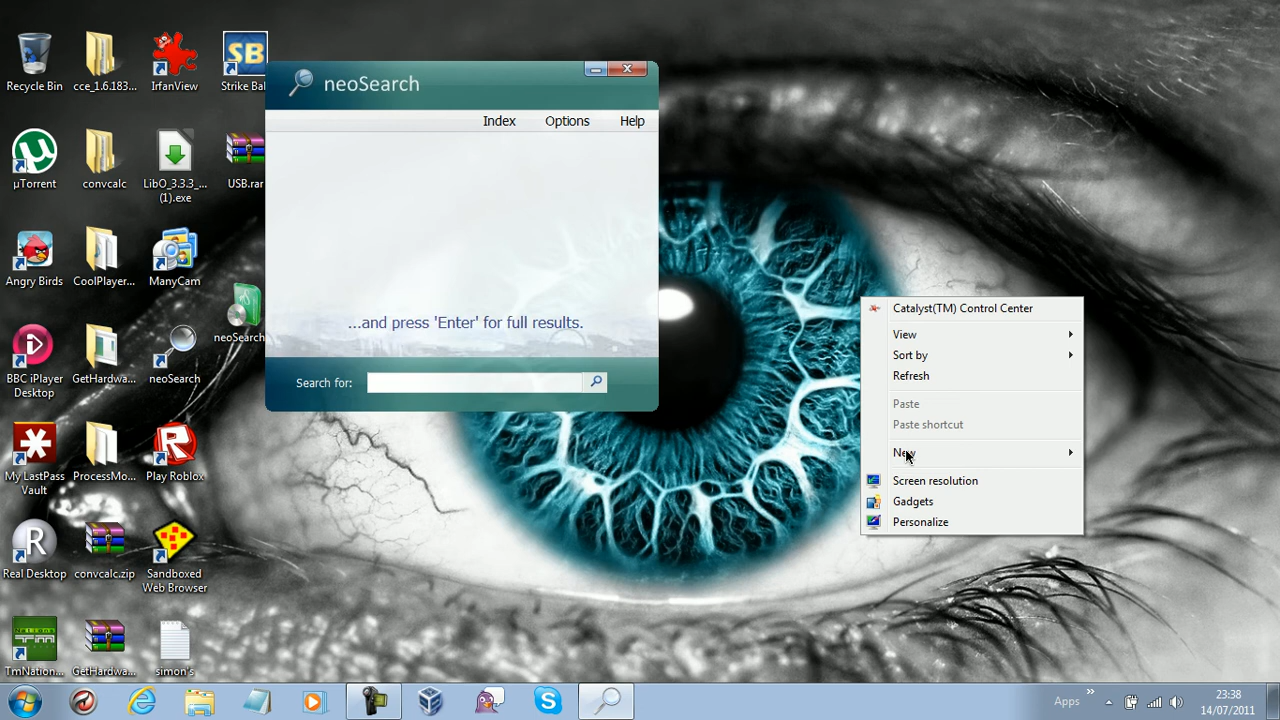 Recycle Bin
cce_1.6.183...
IrfanView
Strike Bal
SB
µTorrent
convcalc
LibO_3.3.3_...
(1).exe
USB.rar
Angry Birds
CoolPlayer...
ManyCam
neoSearch
BBC iPlayer
Desktop
GetHardwa...
neoSearch
My LastPass
Vault
ProcessMo...
Play Roblox
R
Real Desktop
convcalc.zip
Sandboxed
Web Browser
TmNation...
GetHardwa...
simon's
neoSearch
Index
Options
Help
...and press 'Enter' for full results.
Search for:
Catalyst(TM) Control Center
View
Sort by
Refresh
Paste
Paste shortcut
New
Screen resolution
Gadgets
Personalize
Apps
23:38
14/07/2011